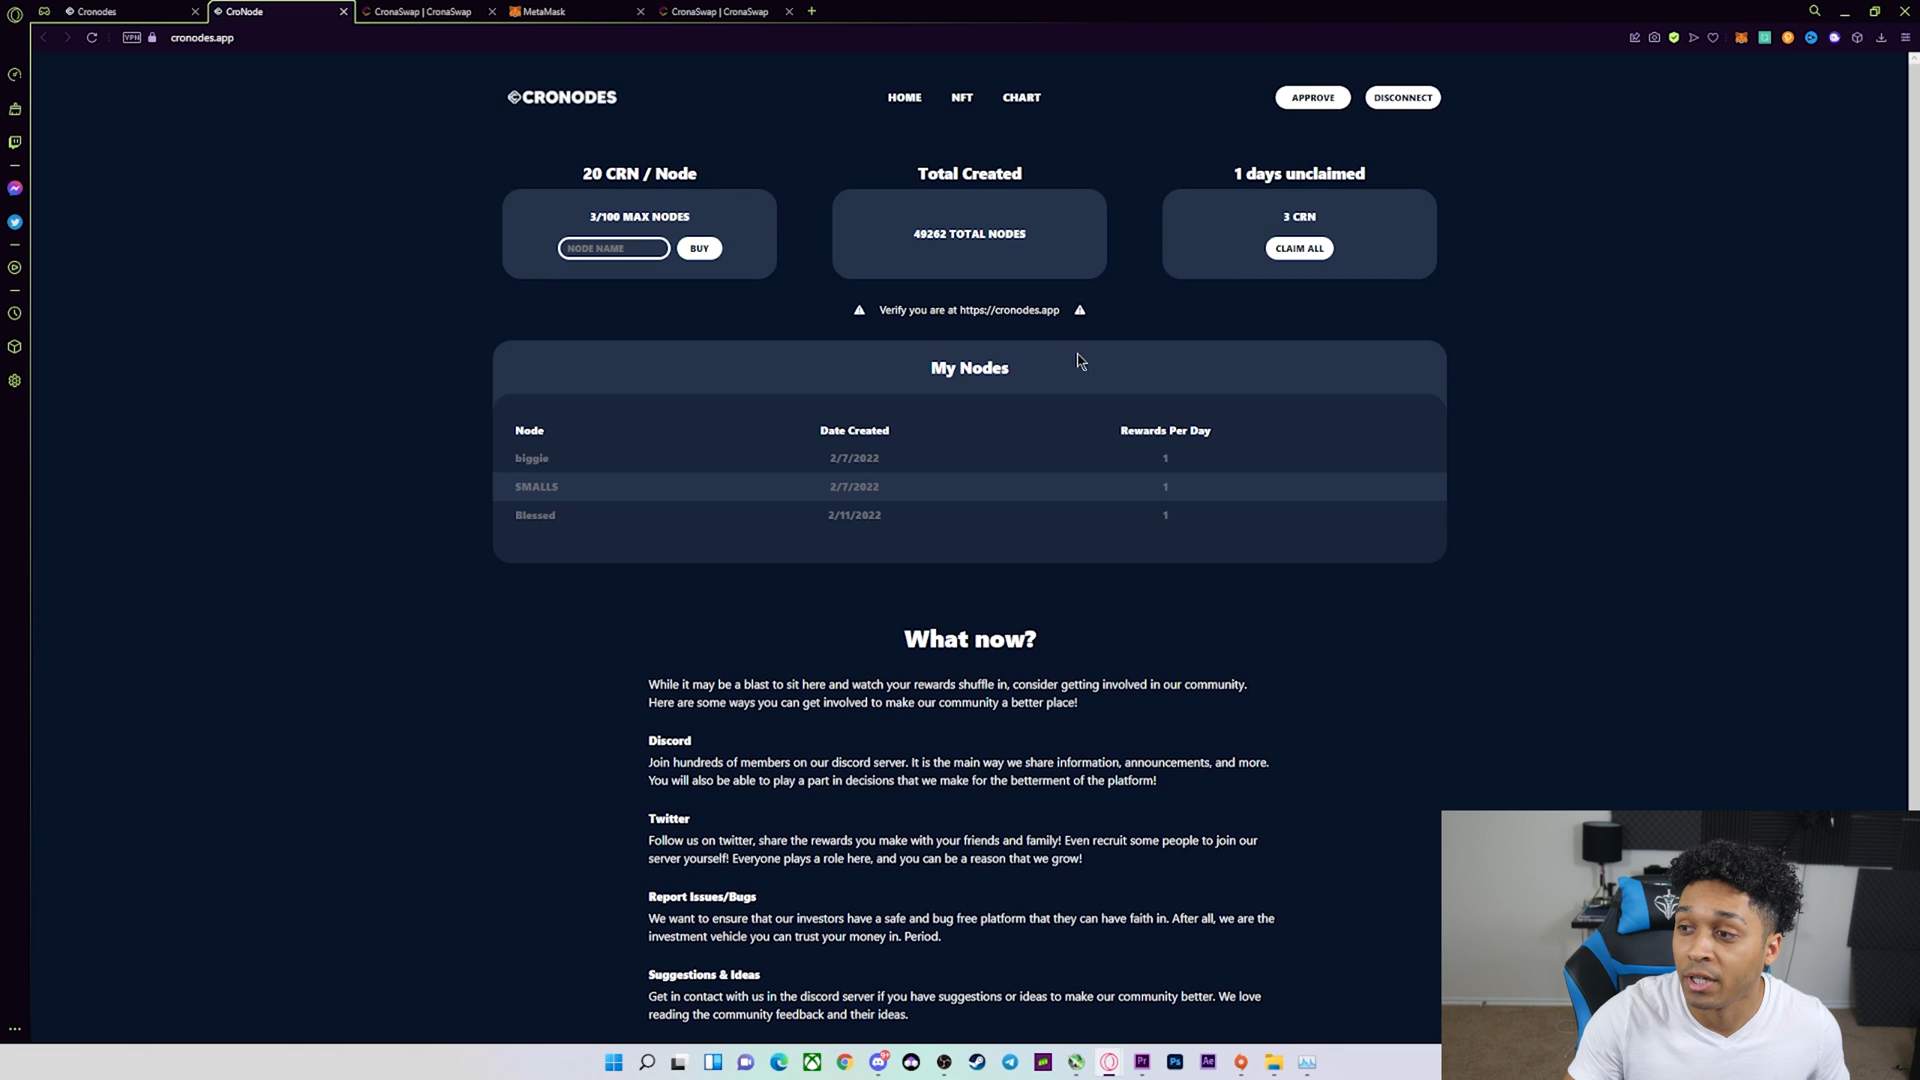 Cronodes
CroNode
CronaSwap | CronaSwap
MetaMask
CronaSwap | CronaSwap
VPN
cronodes.app
CRONODES
HOME
NFT
CHART
APPROVE
DISCONNECT
20 CRN / Node
3/100 MAX NODES
NODE NAME
BUY
Total Created
49262 TOTAL NODES
1 days unclaimed
3 CRN
CLAIM ALL
Verify you are at https://cronodes.app
My Nodes
Node Date Created Rewards Per Day
biggie 2/7/2022 1
SMALLS 2/7/2022 1
Blessed 2/11/2022 1
What now?
While it may be a blast to sit here and watch your rewards shuffle in, consider getting involved in our community.
Here are some ways you can get involved to make our community a better place!
Discord
Join hundreds of members on our discord server. It is the main way we share information, announcements, and more.
You will also be able to play a part in decisions that we make for the betterment of the platform!
Twitter
Follow us on twitter, share the rewards you make with your friends and family! Even recruit some people to join our
server yourself! Everyone plays a role here, and you can be a reason that we grow!
Report Issues/Bugs
We want to ensure that our investors have a safe and bug free platform that they can have faith in. After all, we are the
investment vehicle you can trust your money in. Period.
Suggestions & Ideas
Get in contact with us in the discord server if you have suggestions or ideas to make our community better. We love
reading the community feedback and their ideas.
9+
Pr
Ps
Ae